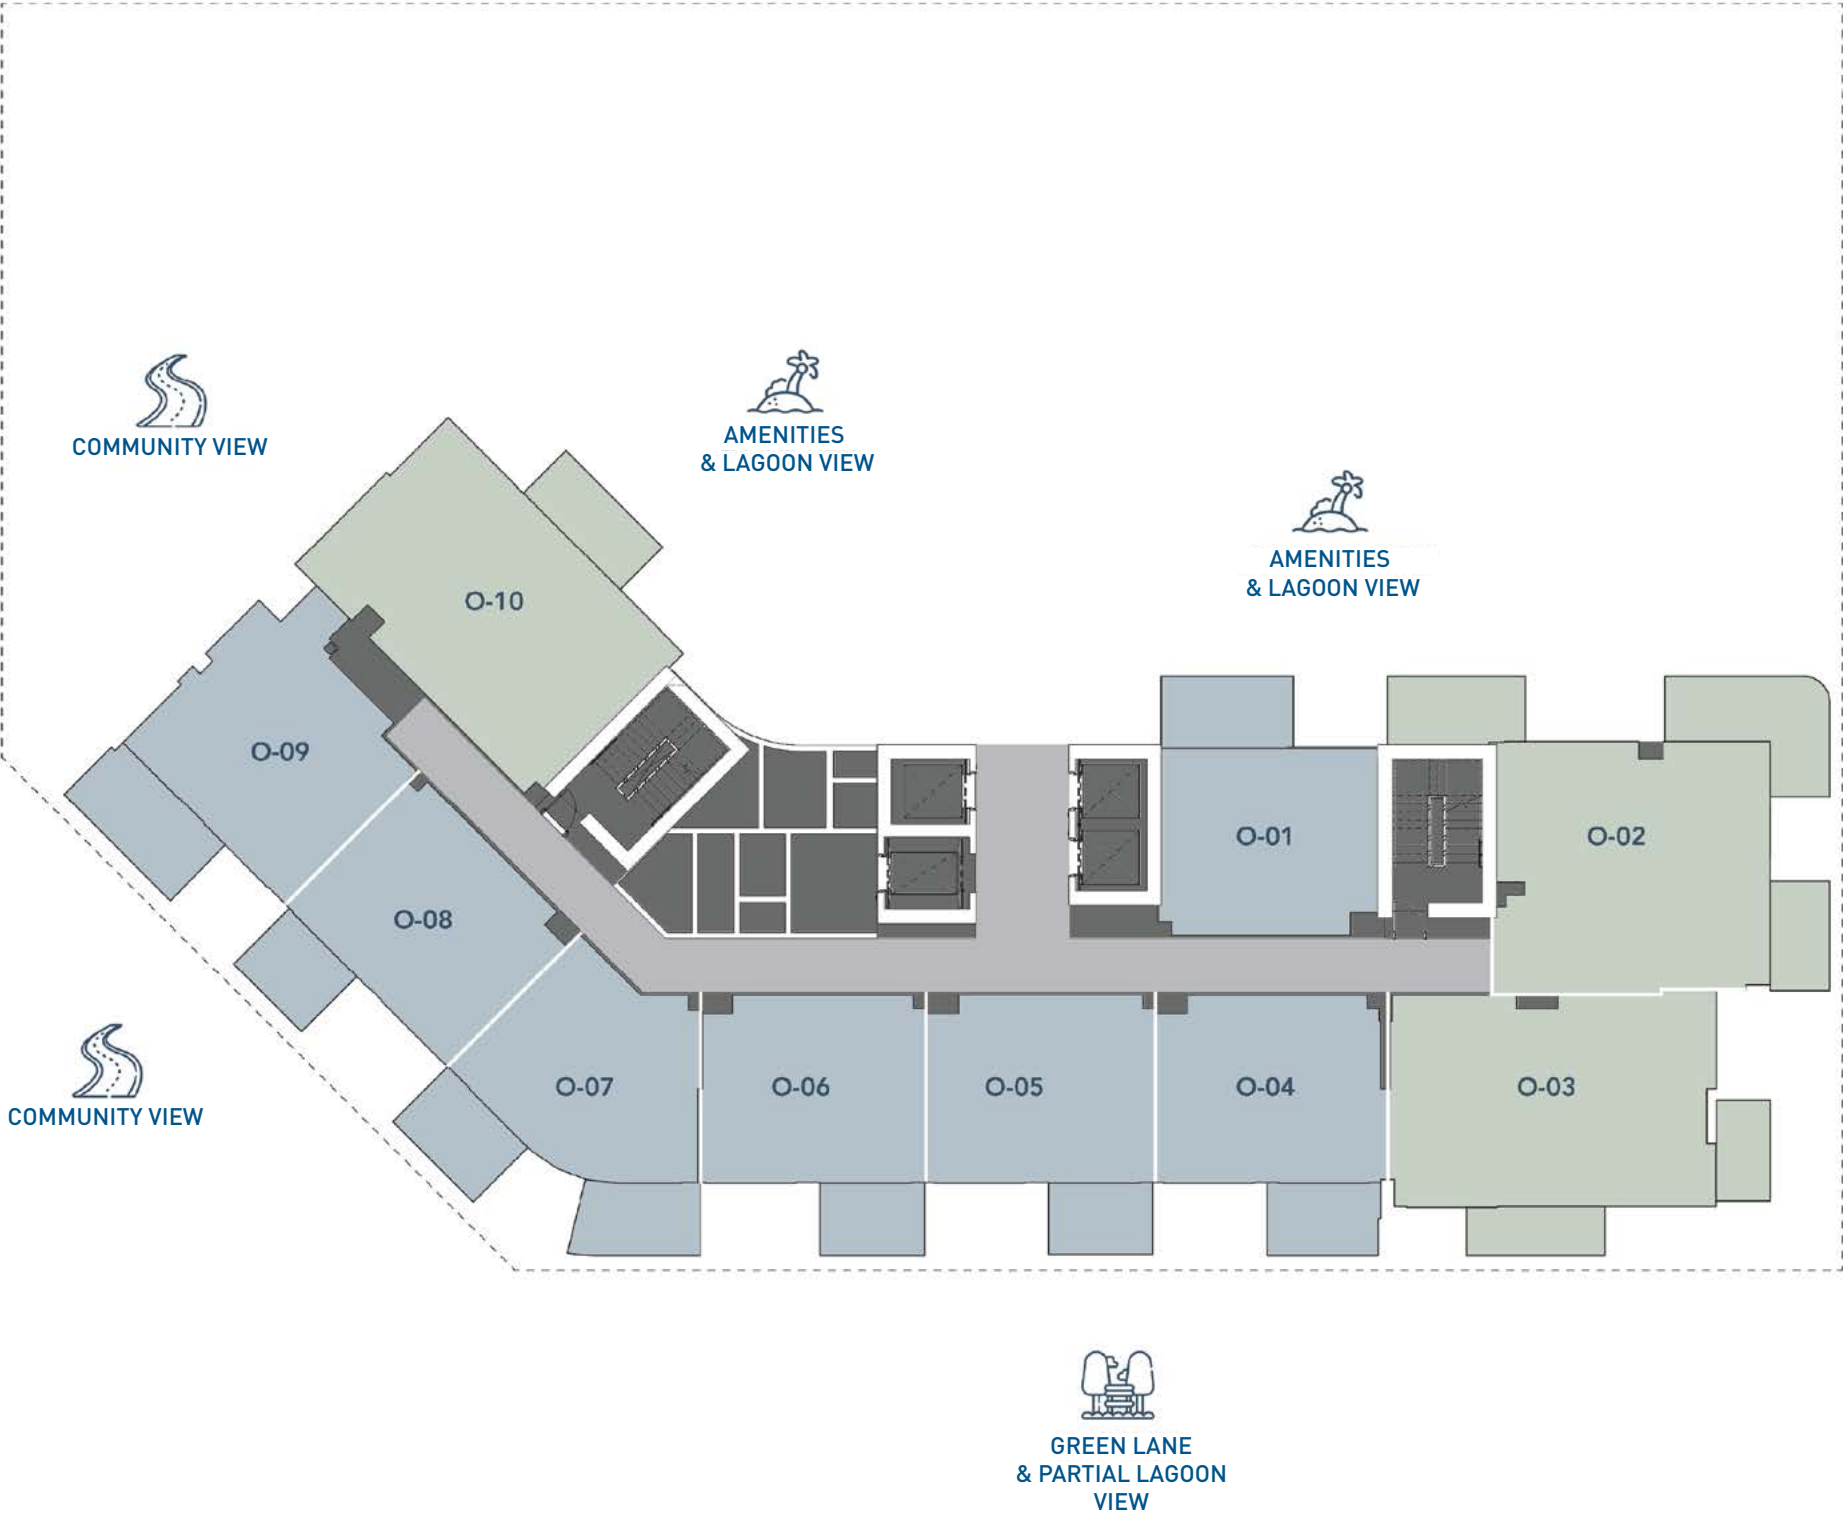 COMMUNITY VIEW
AMENITIES
& LAGOON VIEW
AMENITIES
& LAGOON VIEW
O-10
O-09
O-01
O-02
O-08
O-07
O-06
O-05
O-04
O-03
COMMUNITY VIEW
GREEN LANE
& PARTIAL LAGOON
VIEW